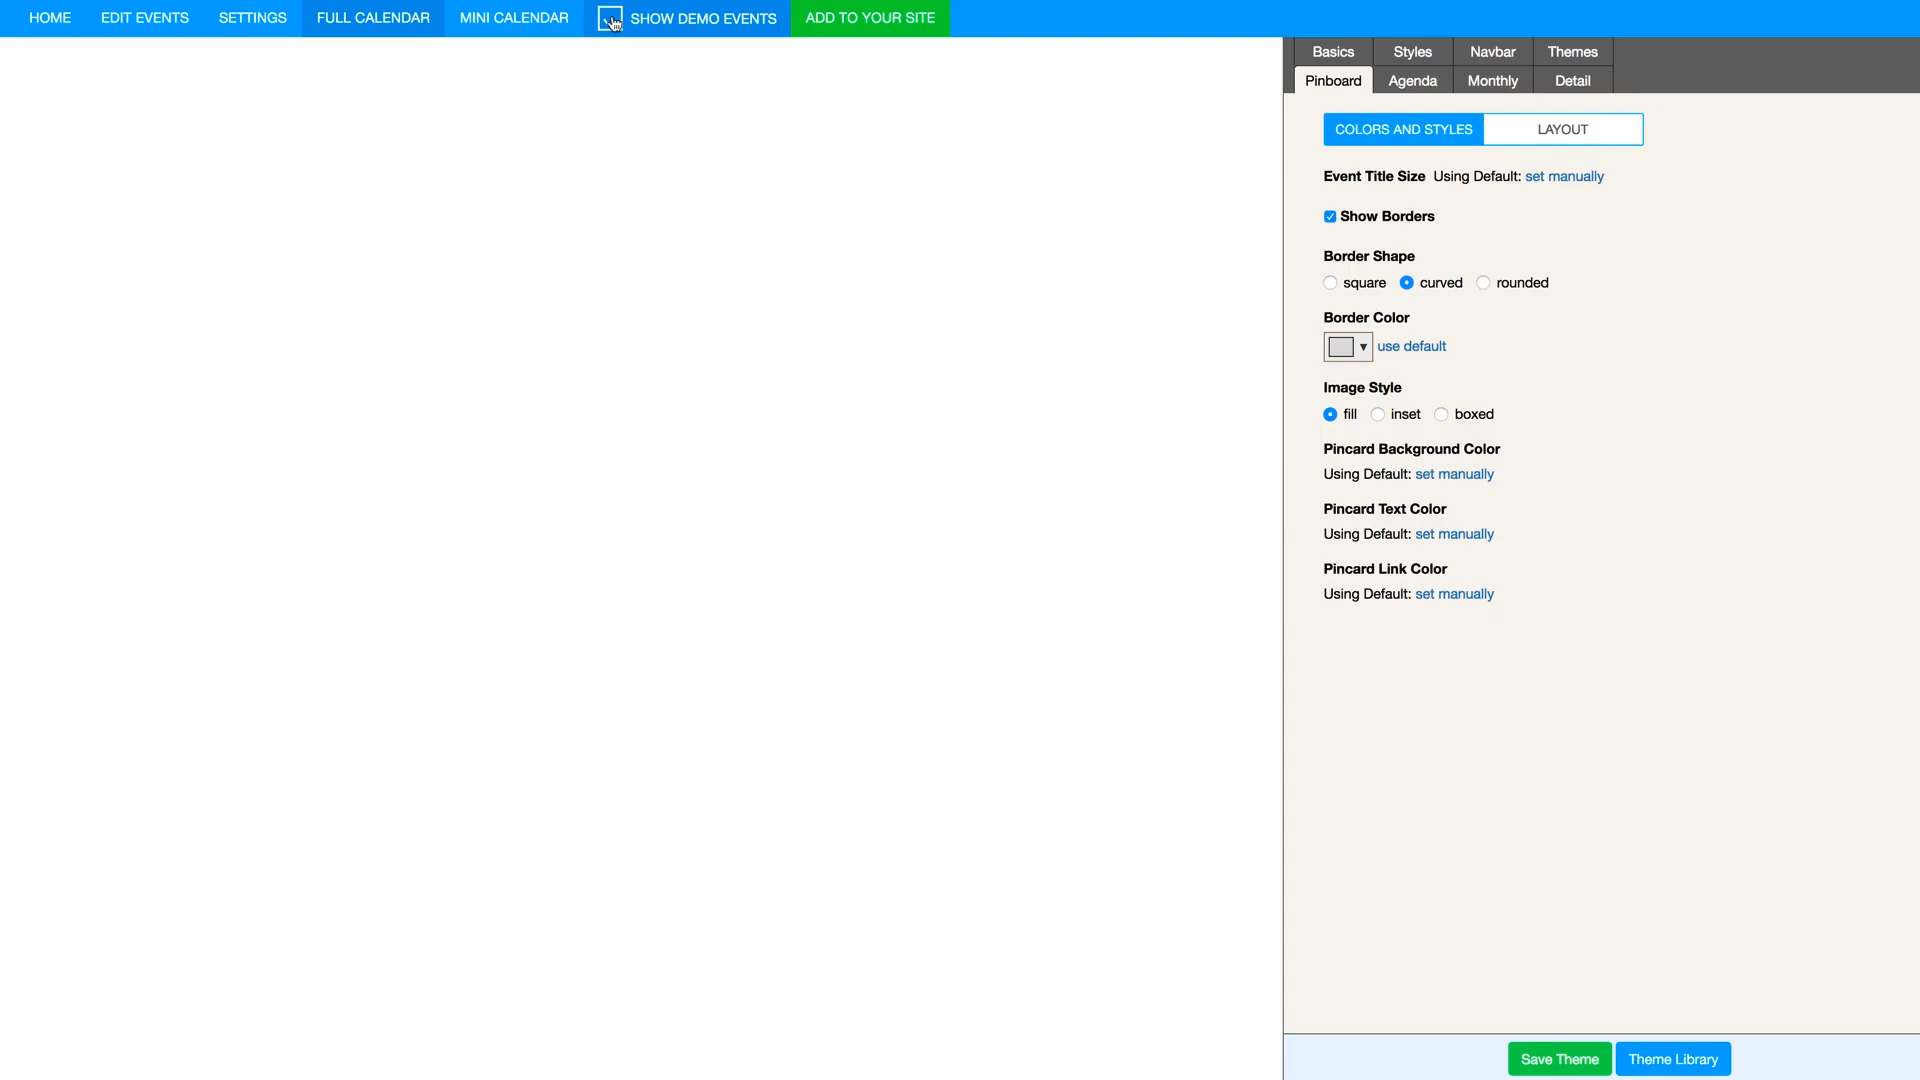 HOME EDIT EVENTS SETTINGS FULL CALENDAR MINI CALENDAR SHOW DEMO EVENTS ADD TO YOUR SITE
Basics Styles Navbar Themes
Pinboard Agenda Monthly Detail
COLORS AND STYLES LAYOUT
Event Title Size Using Default: set manually
Show Borders
Border Shape
square curved rounded
Border Color
use default
Image Style
fill inset boxed
Pincard Background Color
Using Default: set manually
Pincard Text Color
Using Default: set manually
Pincard Link Color
Using Default: set manually
Save Theme Theme Library